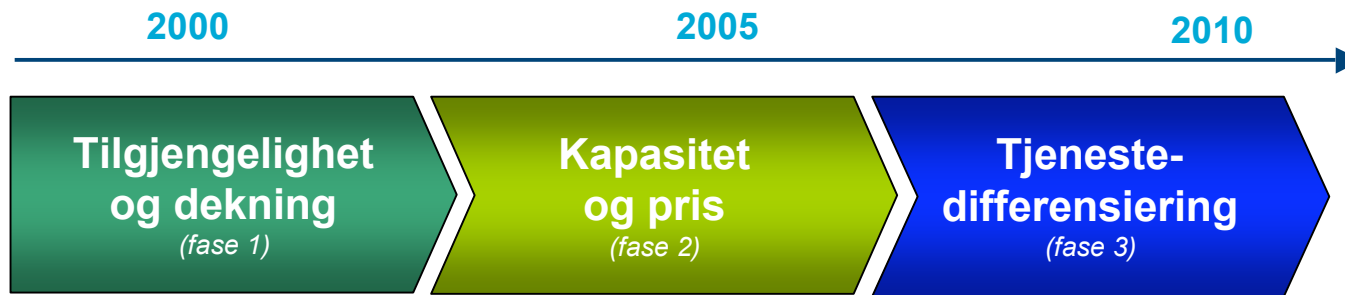 2000 2005 2010
Tilgjengelighet
og dekning
(fase 1)
Kapasitet
og pris
(fase 2)
Tjeneste-
differensiering
(fase 3)